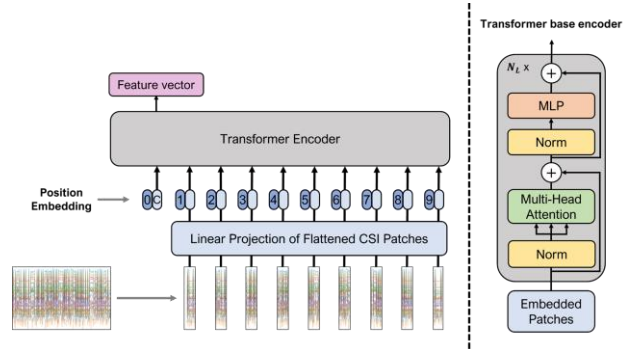 Feature vector
Transformer Encoder
Position
Embedding
0 C 1 2 3 4 5 6 7 8 9
Linear Projection of Flattened CSI Patches
Transformer base encoder
N_L x
+
MLP
Norm
+
Multi-Head
Attention
Norm
Embedded
Patches